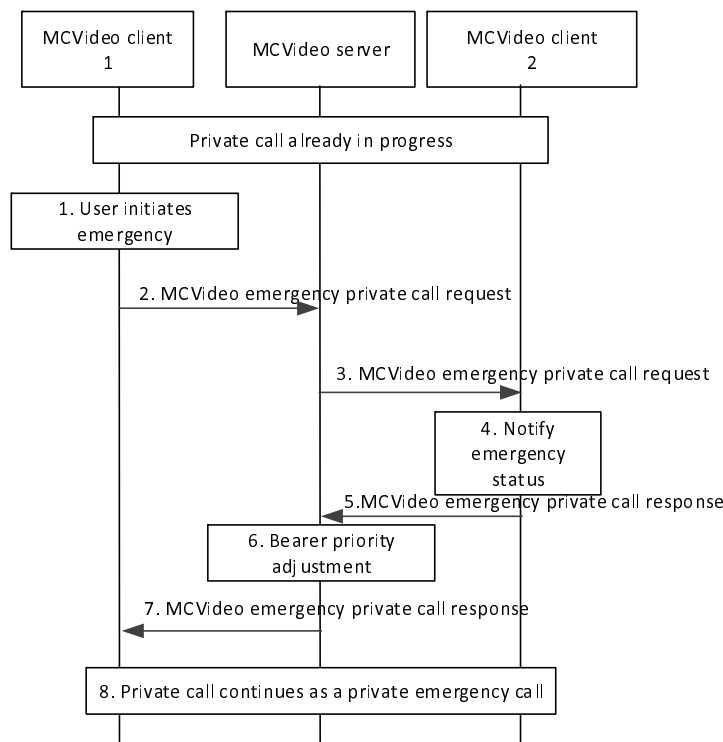 MCVideo client
1
MCVideo server
MCVideo client
2
Private call already in progress
1. User initiates
emergency
2. MCVideo emergency private call request
3. MCVideo emergency private call request
4. Notify
emergency
status
5.MCVideo emergency private call response
6. Bearer priority
adjustment
7. MCVideo emergency private call response
8. Private call continues as a private emergency call